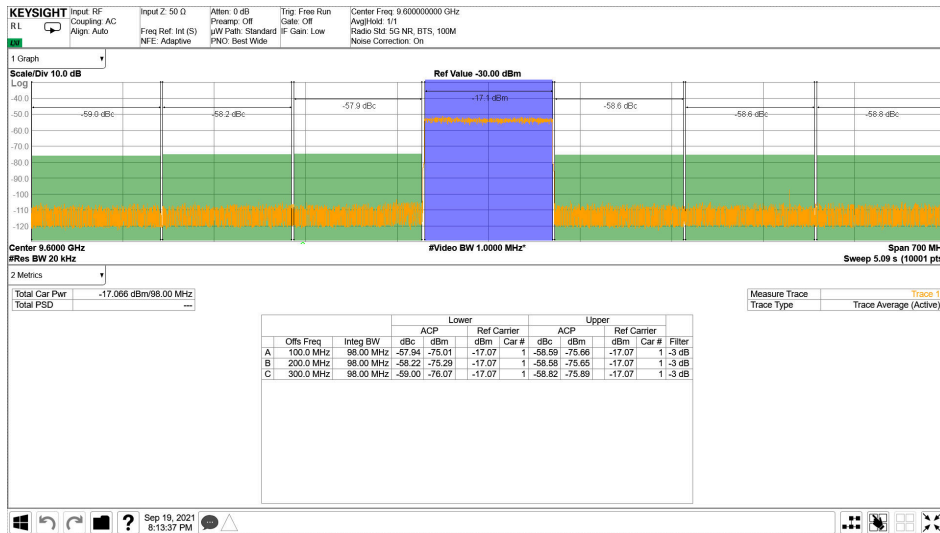 KEYSIGHT Input: RF Input Z: 50 Ω Atten: 0 dB Trig: Free Run Center Freq: 9.600000000 GHz
R L Coupling: AC Preamp: Off Gate: Off Avg|Hold: 1/1
Align: Auto Freq Ref: Int (S) µW Path: Standard IF Gain: Low Radio Std: 5G NR, BTS, 100M
LXI NFE: Adaptive PNO: Best Wide Noise Correction: On
1 Graph
Scale/Div 10.0 dB Ref Value -30.00 dBm
Log
-40.0 -17.1 dBm
-57.9 dBc -58.6 dBc
-50.0 -59.0 dBc -58.2 dBc -58.6 dBc -58.8 dBc
-60.0
-70.0
-80.0
-90.0
-100
-110
-120
Center 9.6000 GHz #Video BW 1.0000 MHz* Span 700 MH
#Res BW 20 kHz Sweep 5.09 s (10001 pts
2 Metrics
Total Car Pwr -17.066 dBm/98.00 MHz Measure Trace Trace 1
Total PSD --- Trace Type Trace Average (Active)
Lower Upper
ACP Ref Carrier ACP Ref Carrier
Offs Freq Integ BW dBc dBm dBm Car # dBc dBm dBm Car # Filter
A 100.0 MHz 98.00 MHz -57.94 -75.01 -17.07 1 -58.59 -75.66 -17.07 1 -3 dB
B 200.0 MHz 98.00 MHz -58.22 -75.29 -17.07 1 -58.58 -75.65 -17.07 1 -3 dB
C 300.0 MHz 98.00 MHz -59.00 -76.07 -17.07 1 -58.82 -75.89 -17.07 1 -3 dB
? Sep 19, 2021
8:13:37 PM